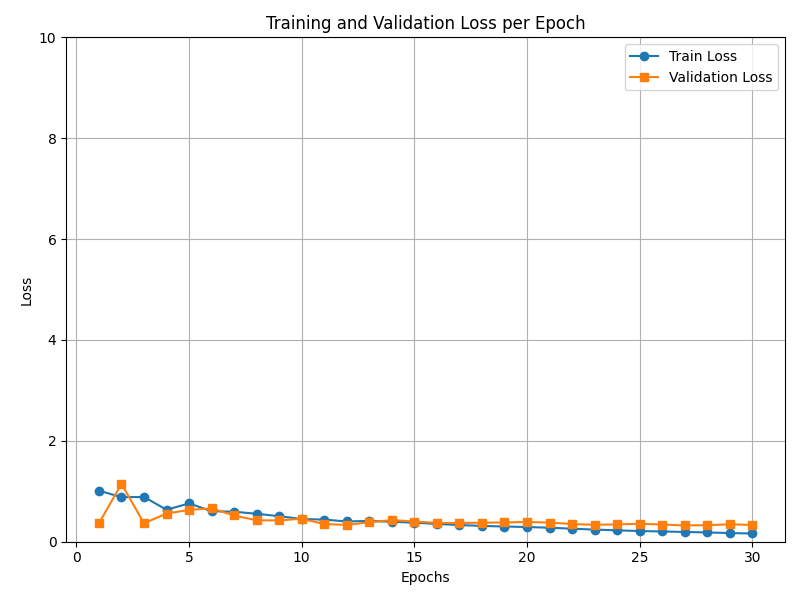 Training and Validation Loss per Epoch
Train Loss
Validation Loss
Loss
10
8
6
4
2
0
0 5 10 15 20 25 30
Epochs